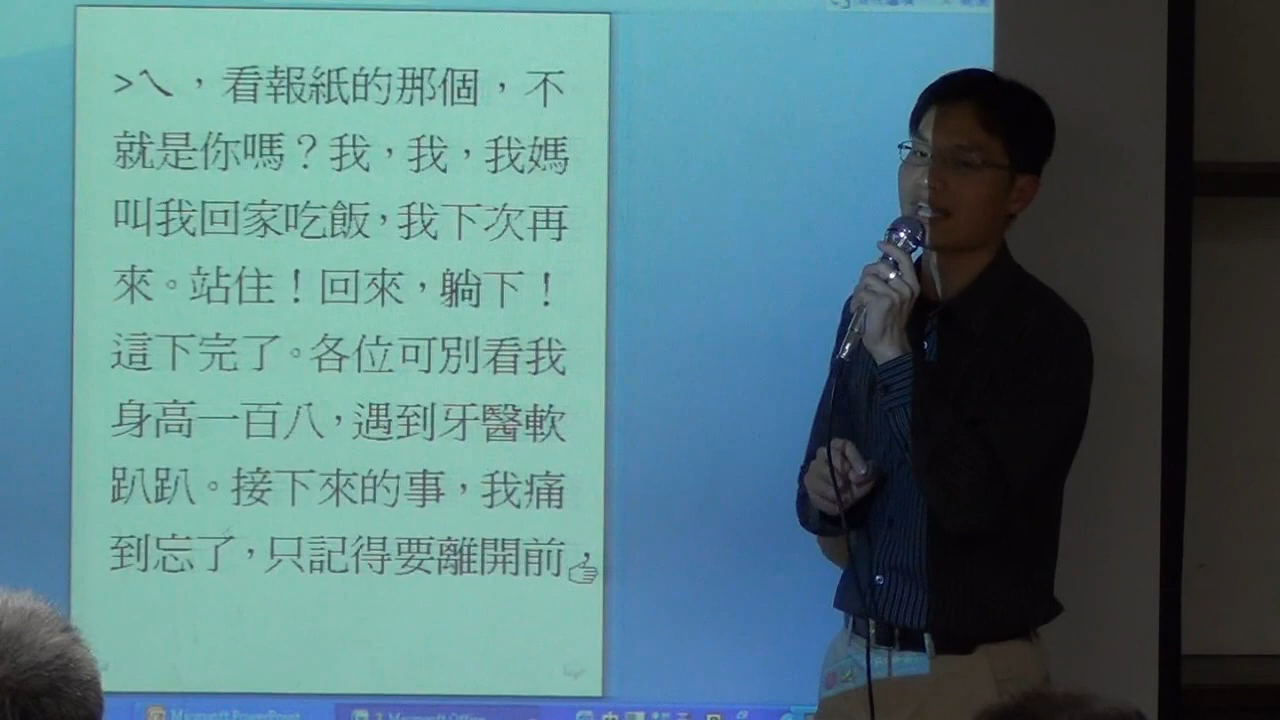 >ㄟ，看報紙的那個，不
就是你嗎？我，我，我媽
叫我回家吃飯，我下次再
來。站住！回來，躺下！
這下完了。各位可別看我
身高一百八，遇到牙醫軟
趴趴。接下來的事，我痛
到忘了，只記得要離開前，
Microsoft PowerPoint